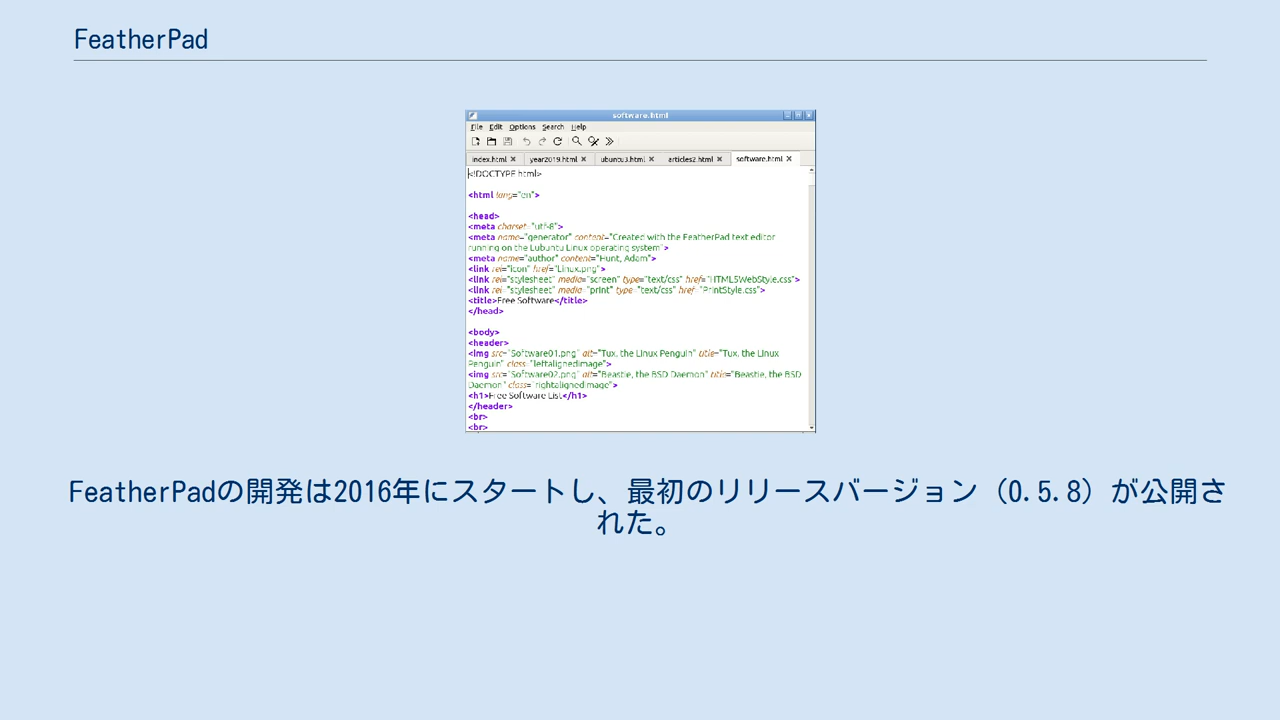 FeatherPad
software.html
File Edit Options Search Help
index.html year2019.html ubuntu3.html articles2.html software.html
<!DOCTYPE html>
<html lang="en">
<head>
<meta charset="utf-8">
<meta name="generator" content="Created with the FeatherPad text editor
running on the Lubuntu Linux operating system">
<meta name="author" content="Hunt, Adam">
<link rel="icon" href="Linux.png">
<link rel="stylesheet" media="screen" type="text/css" href="HTML5WebStyle.css">
<link rel="stylesheet" media="print" type="text/css" href="PrintStyle.css">
<title>Free Software</title>
</head>
<body>
<header>
<img src="Software01.png" alt="Tux, the Linux Penguin" title="Tux, the Linux
Penguin" class="leftalignedimage">
<img src="Software02.png" alt="Beastie, the BSD Daemon" title="Beastie, the BSD
Daemon" class="rightalignedimage">
<h1>Free Software List</h1>
</header>
<br>
<br>
FeatherPadの開発は2016年にスタートし、最初のリリースバージョン（0.5.8）が公開さ
れた。